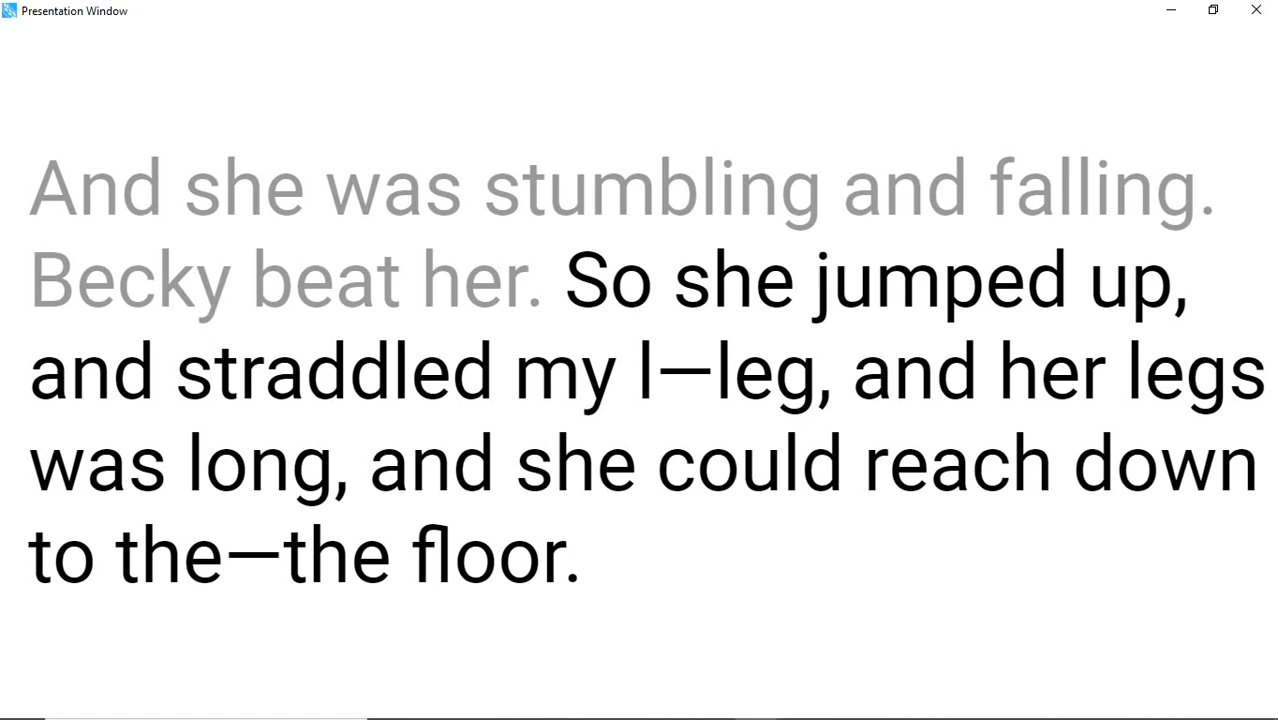 Presentation Window
And she was stumbling and falling.
Becky beat her. So she jumped up,
and straddled my l—leg, and her legs
was long, and she could reach down
to the—the floor.